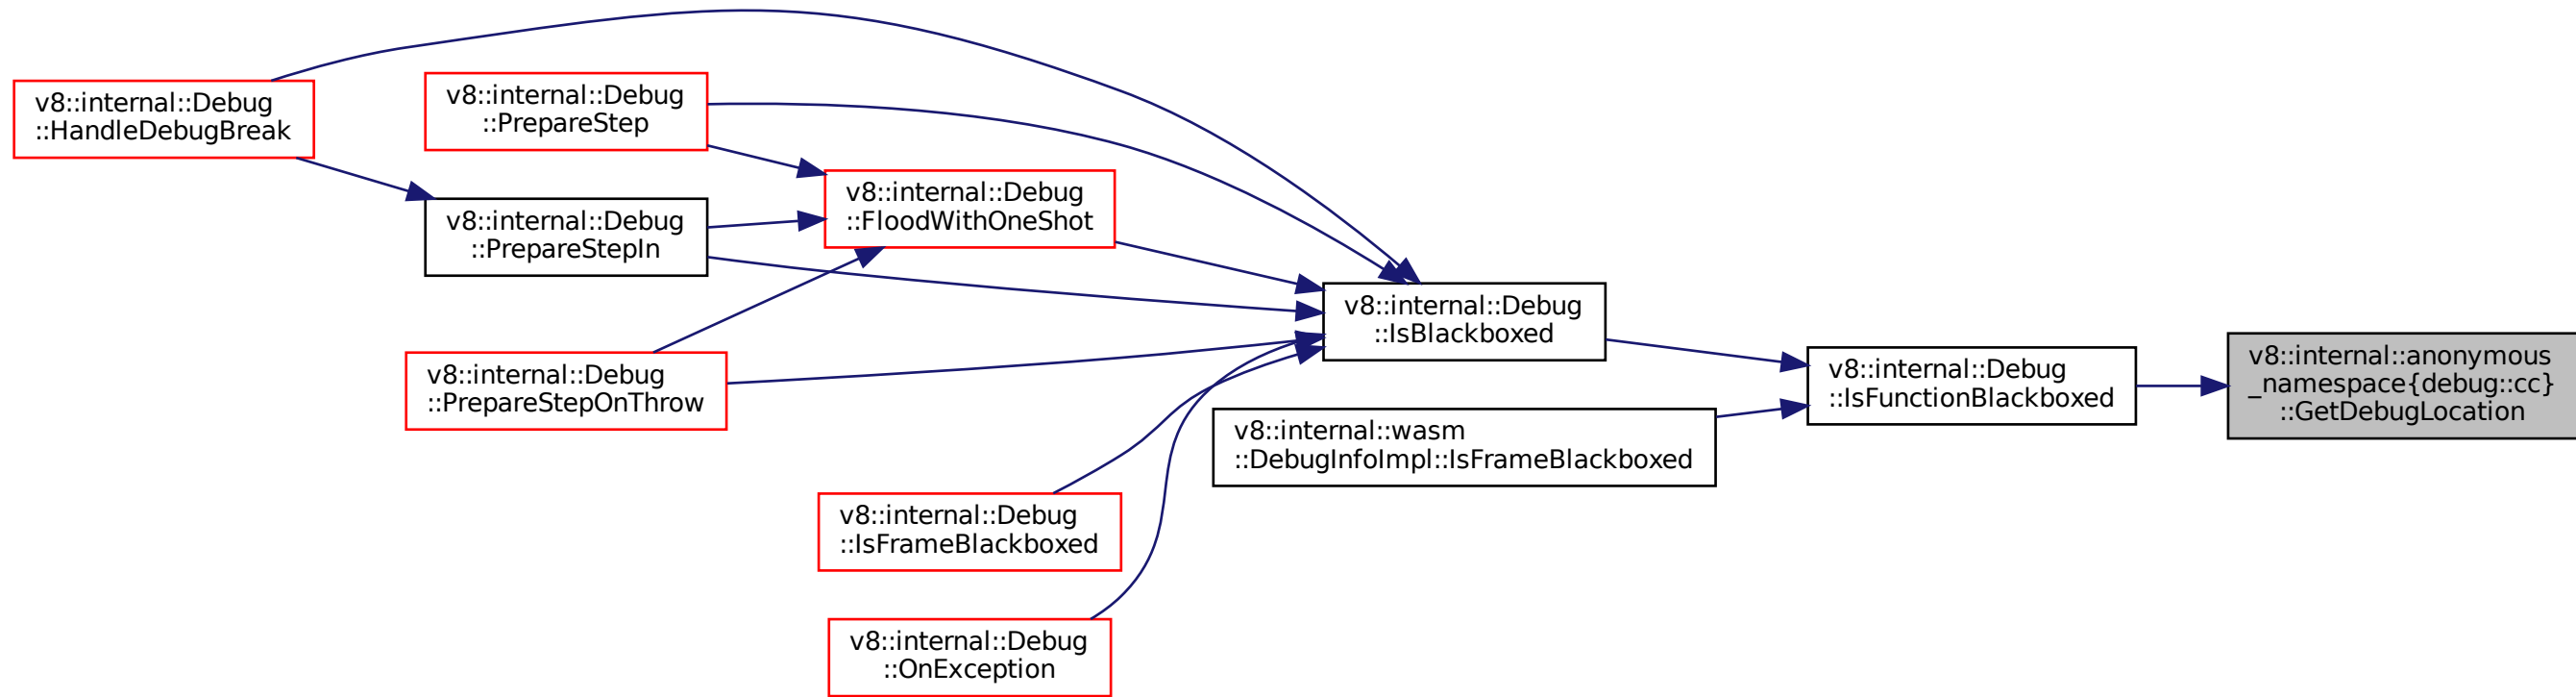 v8::internal::Debug
::HandleDebugBreak
v8::internal::Debug
::PrepareStep
v8::internal::Debug
::PrepareStepIn
v8::internal::Debug
::PrepareStepOnThrow
v8::internal::Debug
::FloodWithOneShot
v8::internal::Debug
::IsFrameBlackboxed
v8::internal::Debug
::OnException
v8::internal::Debug
::IsBlackboxed
v8::internal::wasm
::DebugInfoImpl::IsFrameBlackboxed
v8::internal::Debug
::IsFunctionBlackboxed
v8::internal::anonymous
_namespace{debug::cc}
::GetDebugLocation